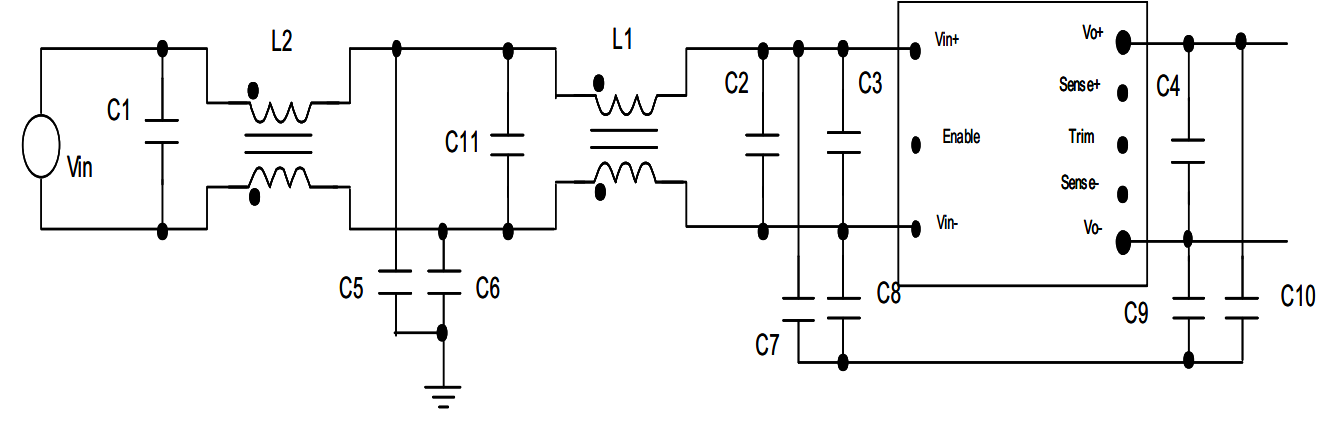 L2
L1
C1
Vin
C11
C2
C3
Vin+
Enable
Vin-
Vo+
Sense+
Trim
Sense-
Vo-
C4
C5
C6
C7
C8
C9
C10